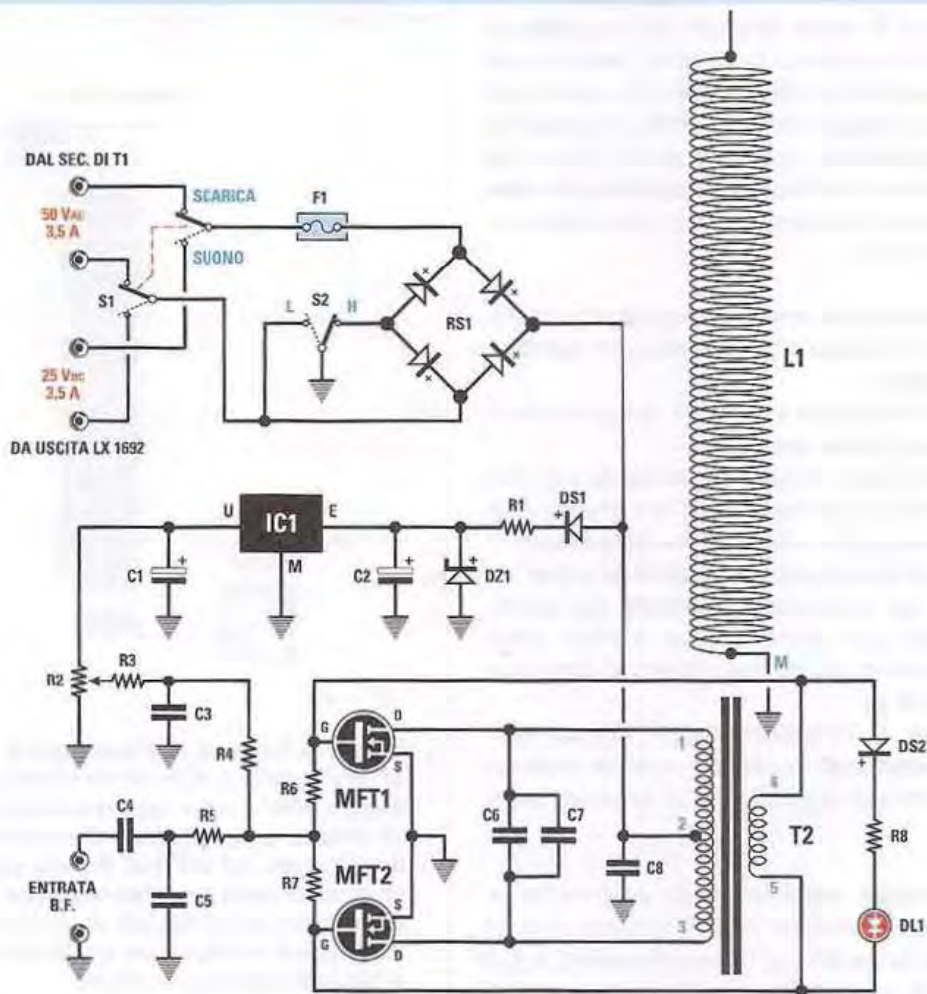 DAL SEC. DI T1
50 VAC
3,5 A
SCARICA
SUONO
S1
25 VDC
3,5 A
DA USCITA LX 1692
F1
L
S2
H
RS1
L1
M
U
IC1
E
M
R1
DS1
C1
C2
DZ1
R2
R3
C3
R4
C4
R5
C5
ENTRATA
B.F.
G
D
S
MFT1
R6
R7
MFT2
G
S
D
C6
C7
C8
1
2
3
6
5
T2
DS2
R8
DL1